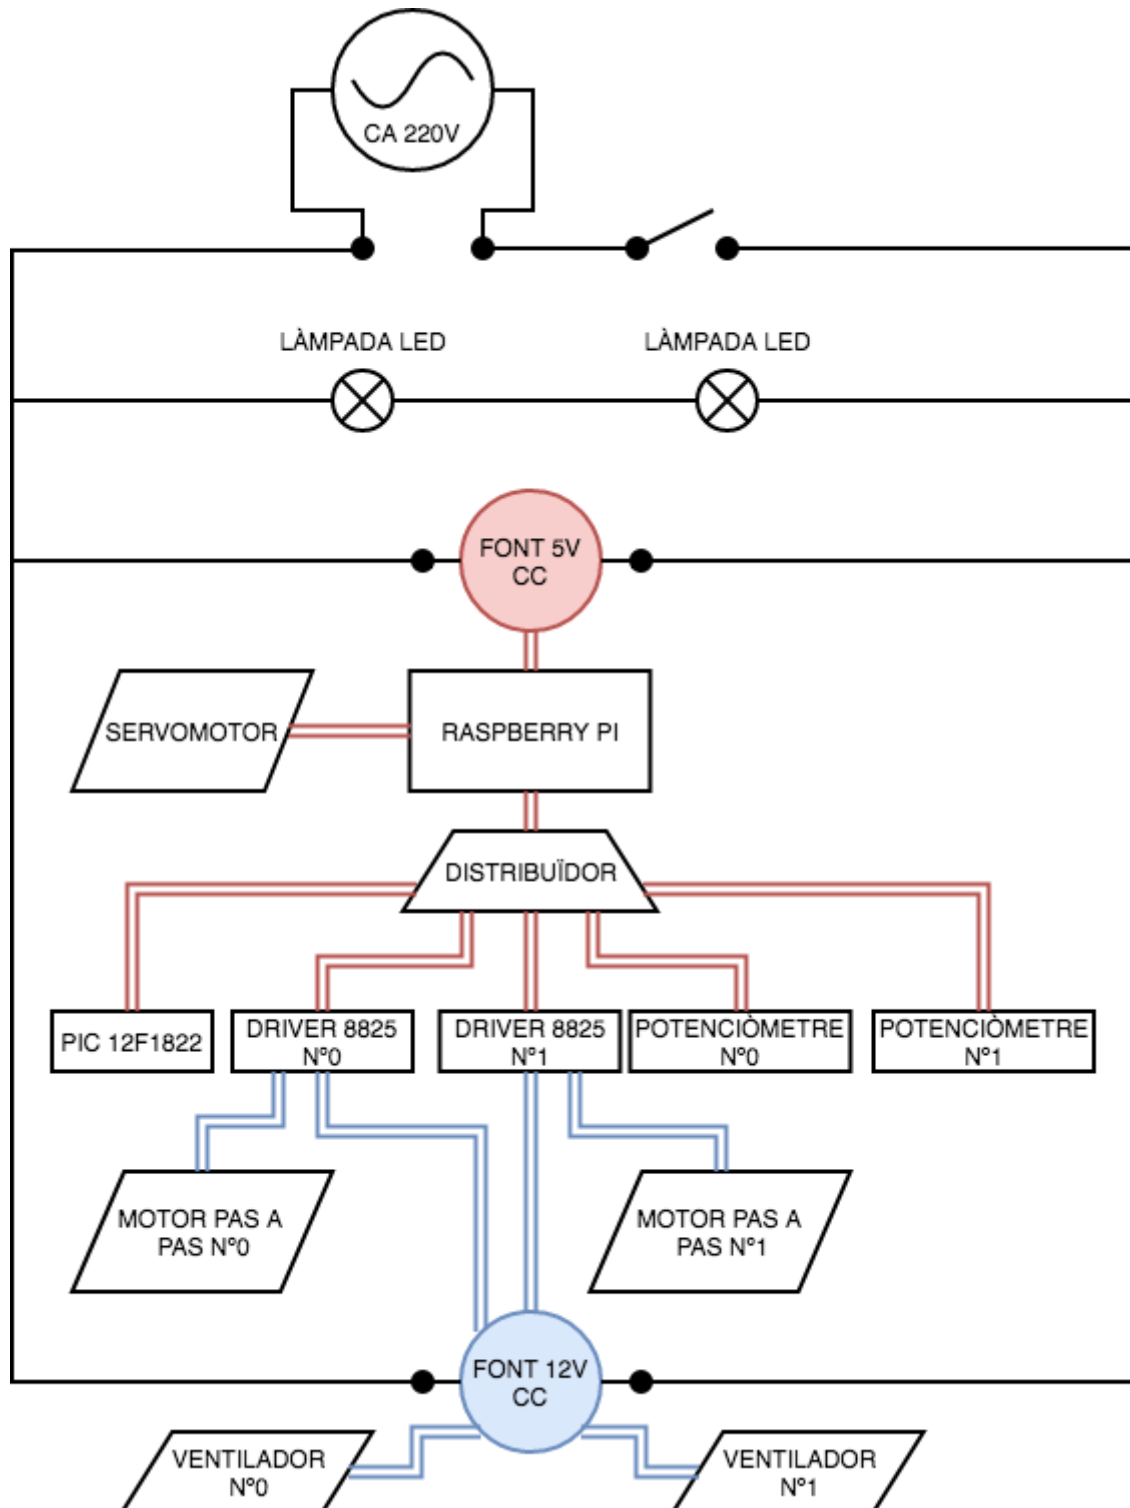 CA 220V
LÀMPADA LED
LÀMPADA LED
FONT 5V
CC
SERVOMOTOR
RASPBERRY PI
DISTRIBUÏDOR
PIC 12F1822
DRIVER 8825
Nº0
DRIVER 8825
Nº1
POTENCIÒMETRE
Nº0
POTENCIÒMETRE
Nº1
MOTOR PAS A
PAS Nº0
MOTOR PAS A
PAS Nº1
FONT 12V
CC
VENTILADOR
Nº0
VENTILADOR
Nº1